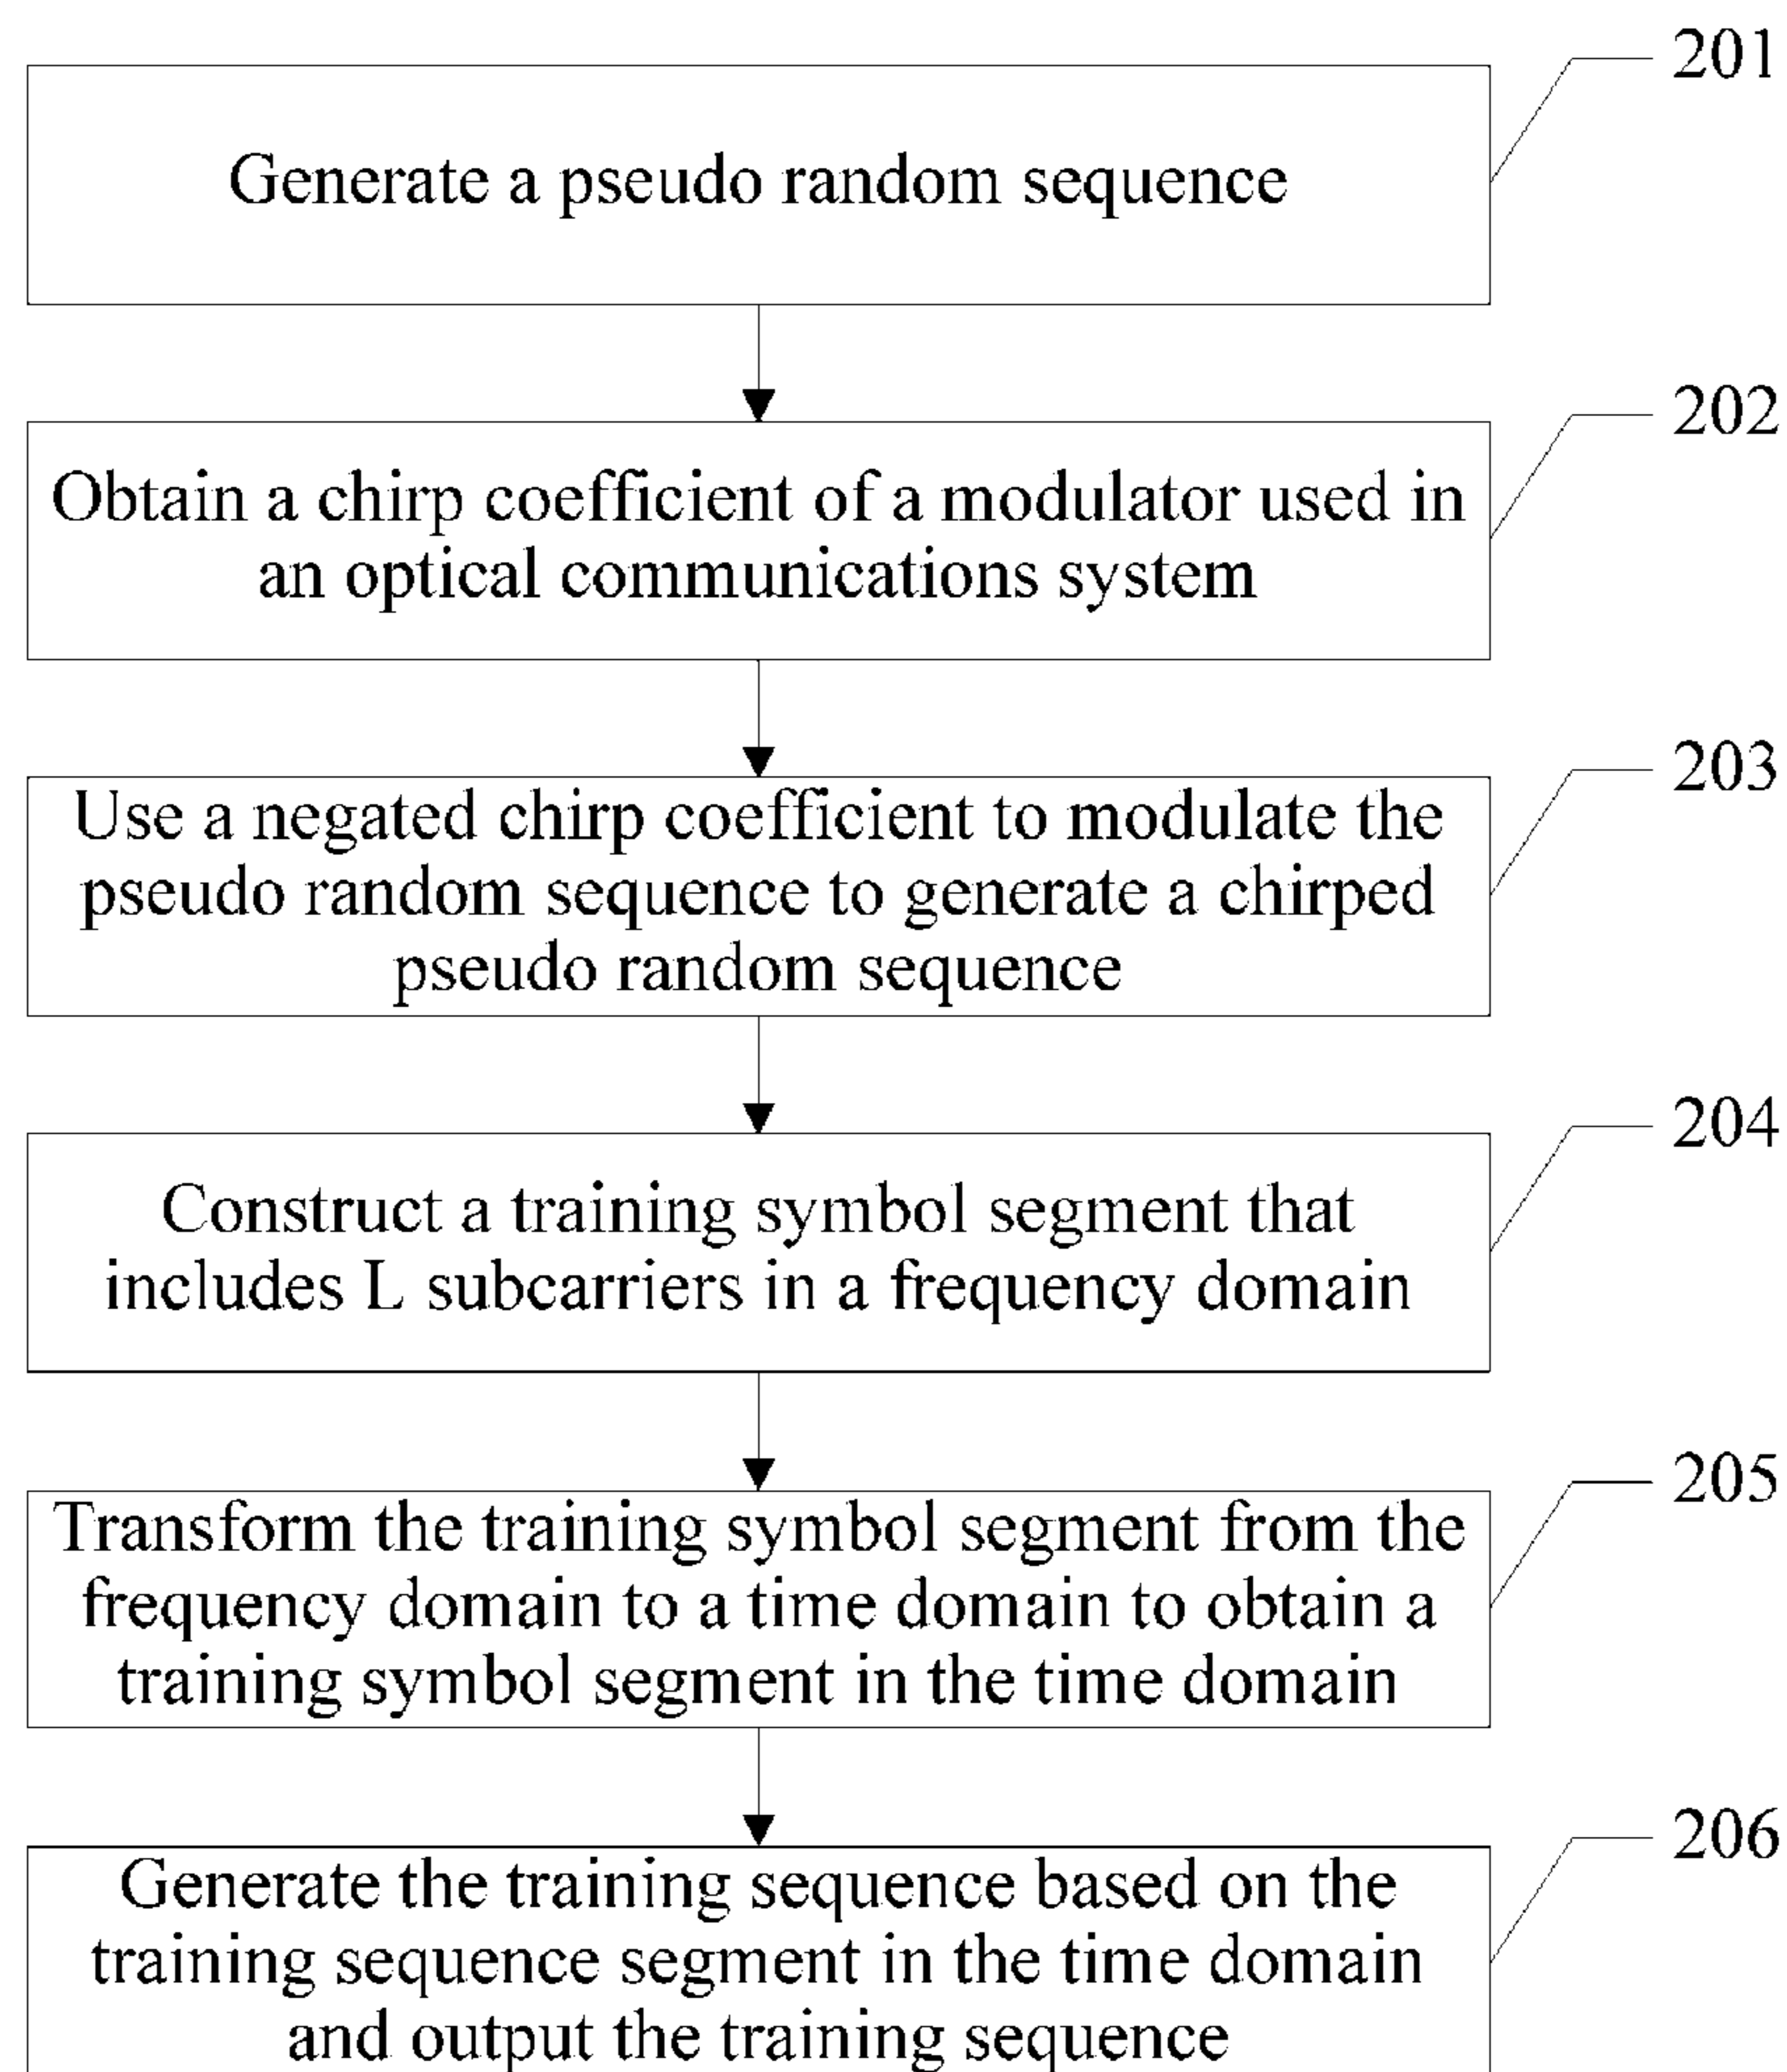 201
Generate a pseudo random sequence
202
Obtain a chirp coefficient of a modulator used in
an optical communications system
203
Use a negated chirp coefficient to modulate the
pseudo random sequence to generate a chirped
pseudo random sequence
204
Construct a training symbol segment that
includes L subcarriers in a frequency domain
205
Transform the training symbol segment from the
frequency domain to a time domain to obtain a
training symbol segment in the time domain
206
Generate the training sequence based on the
training sequence segment in the time domain
and output the training sequence